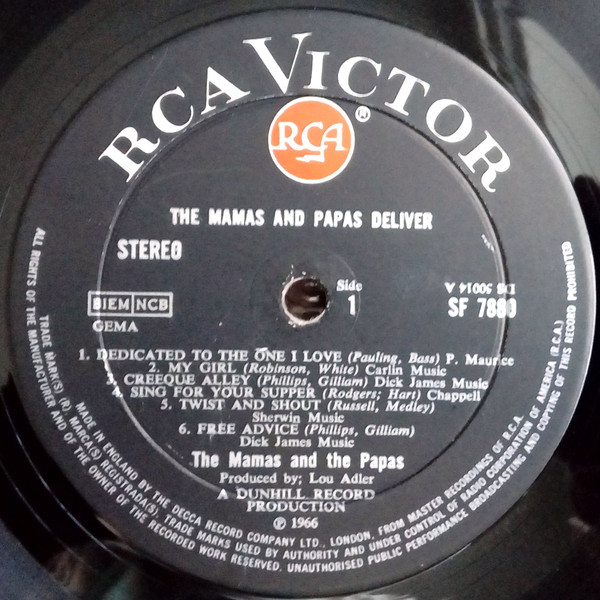 RCA VICTOR
RCA ®
THE MAMAS AND PAPAS DELIVER
STEREO
BIEM NCB
GEMA
Side
1
SF 7880
1. DEDICATED TO THE ONE I LOVE (Pauling, Bass) P. Maurice
2. MY GIRL (Robinson, White) Carlin Music
3. CREEQUE ALLEY (Phillips, Gilliam) Dick James Music
4. SING FOR YOUR SUPPER (Rodgers; Hart) Chappell
5. TWIST AND SHOUT (Russell, Medley)
Sherwin Music
6. FREE ADVICE (Phillips, Gilliam)
Dick James Music
The Mamas and the Papas
Produced by; Lou Adler
A DUNHILL RECORD
PRODUCTION
℗ 1966
TRADE MARK(S) (R) MARCA(S) REGISTRADA(S). TRADE MARKS USED BY AUTHORITY AND UNDER CONTROL OF RADIO CORPORATION OF AMERICA (R.C.A.)
MADE IN ENGLAND BY THE DECCA RECORD COMPANY LTD., LONDON, FROM MASTER RECORDINGS OF R.C.A.
ALL RIGHTS OF THE MANUFACTURER AND OF THE OWNER OF THE RECORDED WORK RESERVED. UNAUTHORISED PUBLIC PERFORMANCE BROADCASTING AND COPYING OF THIS RECORD PROHIBITED